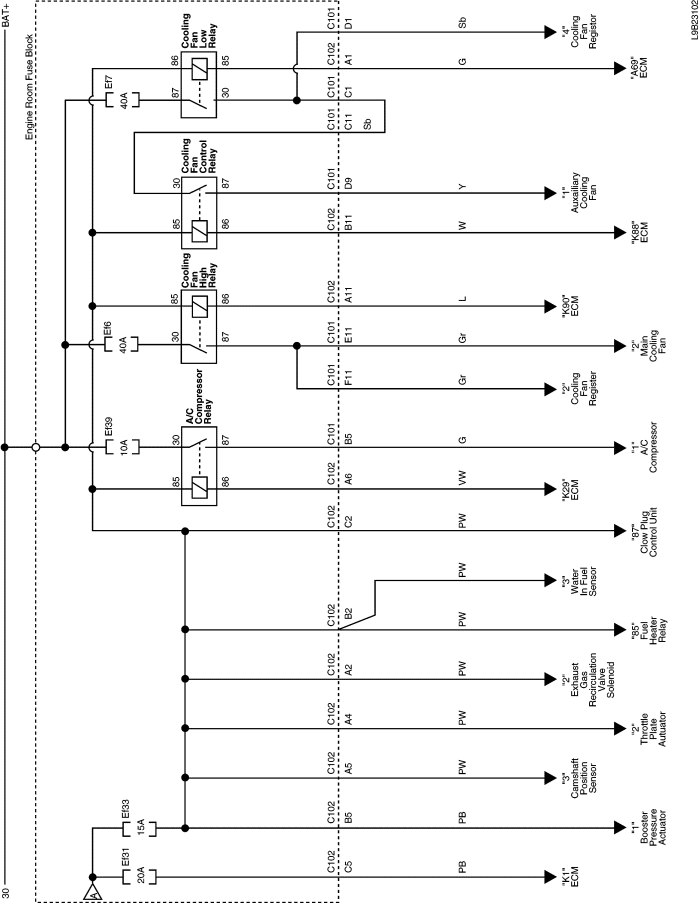 BAT+
30
L9B23102
Engine Room Fuse Block
Cooling
Fan
Low
Relay
86
85
87
30
Ef7
40A
C101
D1
Sb
"4"
Cooling
Fan
Registor
C102
A1
G
"A69"
ECM
C101
C1
C101
C11
Sb
Cooling
Fan
Control
Relay
30
87
85
86
C101
D9
Y
"1"
Auxailiary
Cooling
Fan
C102
B11
W
"K88"
ECM
Cooling
Fan
High
Relay
85
86
30
87
Ef6
40A
C102
A11
L
"K90"
ECM
C101
E11
Gr
"2"
Main
Cooling
Fan
C101
F11
Gr
"2"
Cooling
Fan
Register
A/C
Compressor
Relay
30
87
85
86
Ef39
10A
C101
B5
G
"1"
A/C
Compressor
C102
A6
VW
"K29"
ECM
C102
C2
PW
"87"
Clow Plug
Control Unit
PW
"3"
Water
In Fuel
Sensor
C102
B2
PW
"85"
Fuel
Heater
Relay
C102
A2
PW
"2"
Exhaust
Gas
Recirculation
Valve
Solenoid
C102
A4
PW
"2"
Throttle
Plate
Autuator
C102
A5
PW
"3"
Camshaft
Position
Sensor
Ef33
15A
C102
B5
PB
"1"
Booster
Pressure
Actuator
A
Ef31
20A
C102
C5
PB
"K1"
ECM